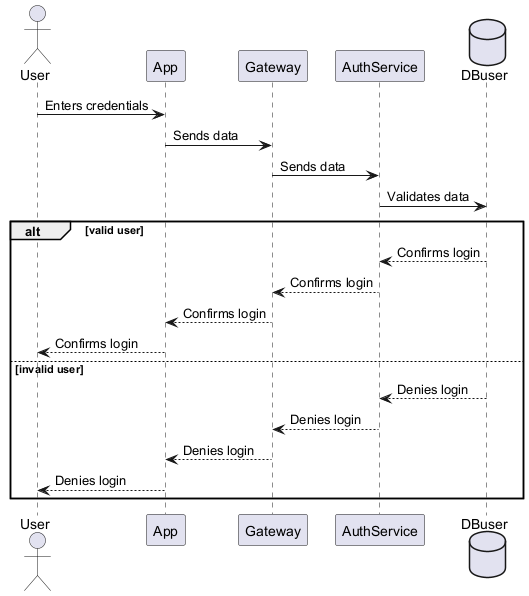 User
App
Gateway
AuthService
DBuser
Enters credentials
Sends data
Sends data
Validates data
alt
[valid user]
Confirms login
Confirms login
Confirms login
Confirms login
[invalid user]
Denies login
Denies login
Denies login
Denies login
User
App
Gateway
AuthService
DBuser